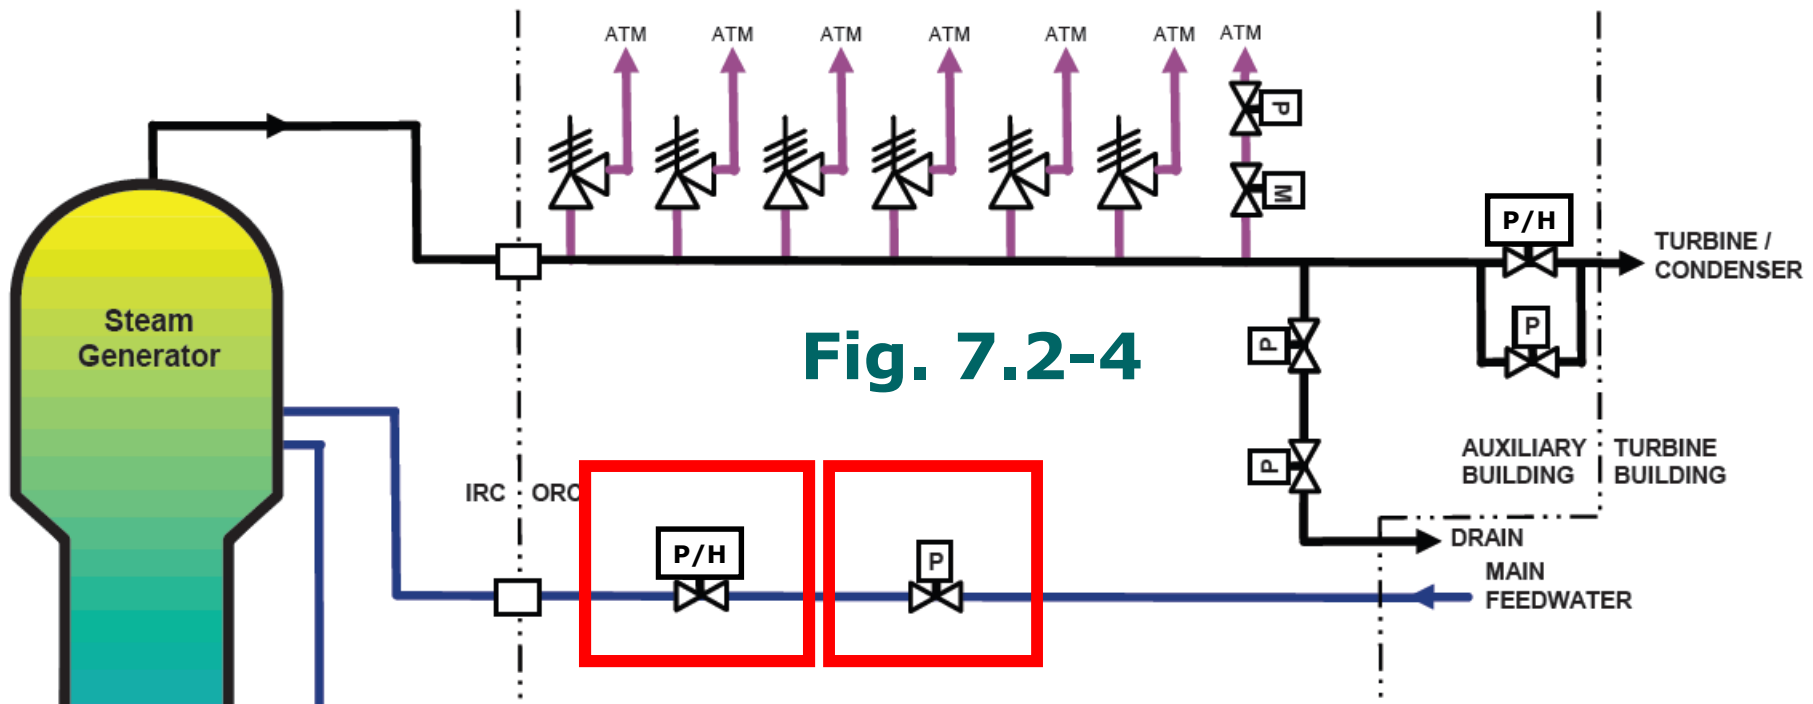 ATM ATM ATM ATM ATM ATM ATM
P
M
P/H
TURBINE /
CONDENSER
Steam
Generator
P
P
Fig. 7.2-4
AUXILIARY
BUILDING
TURBINE
BUILDING
P
IRC
ORC
P/H
P
DRAIN
MAIN
FEEDWATER